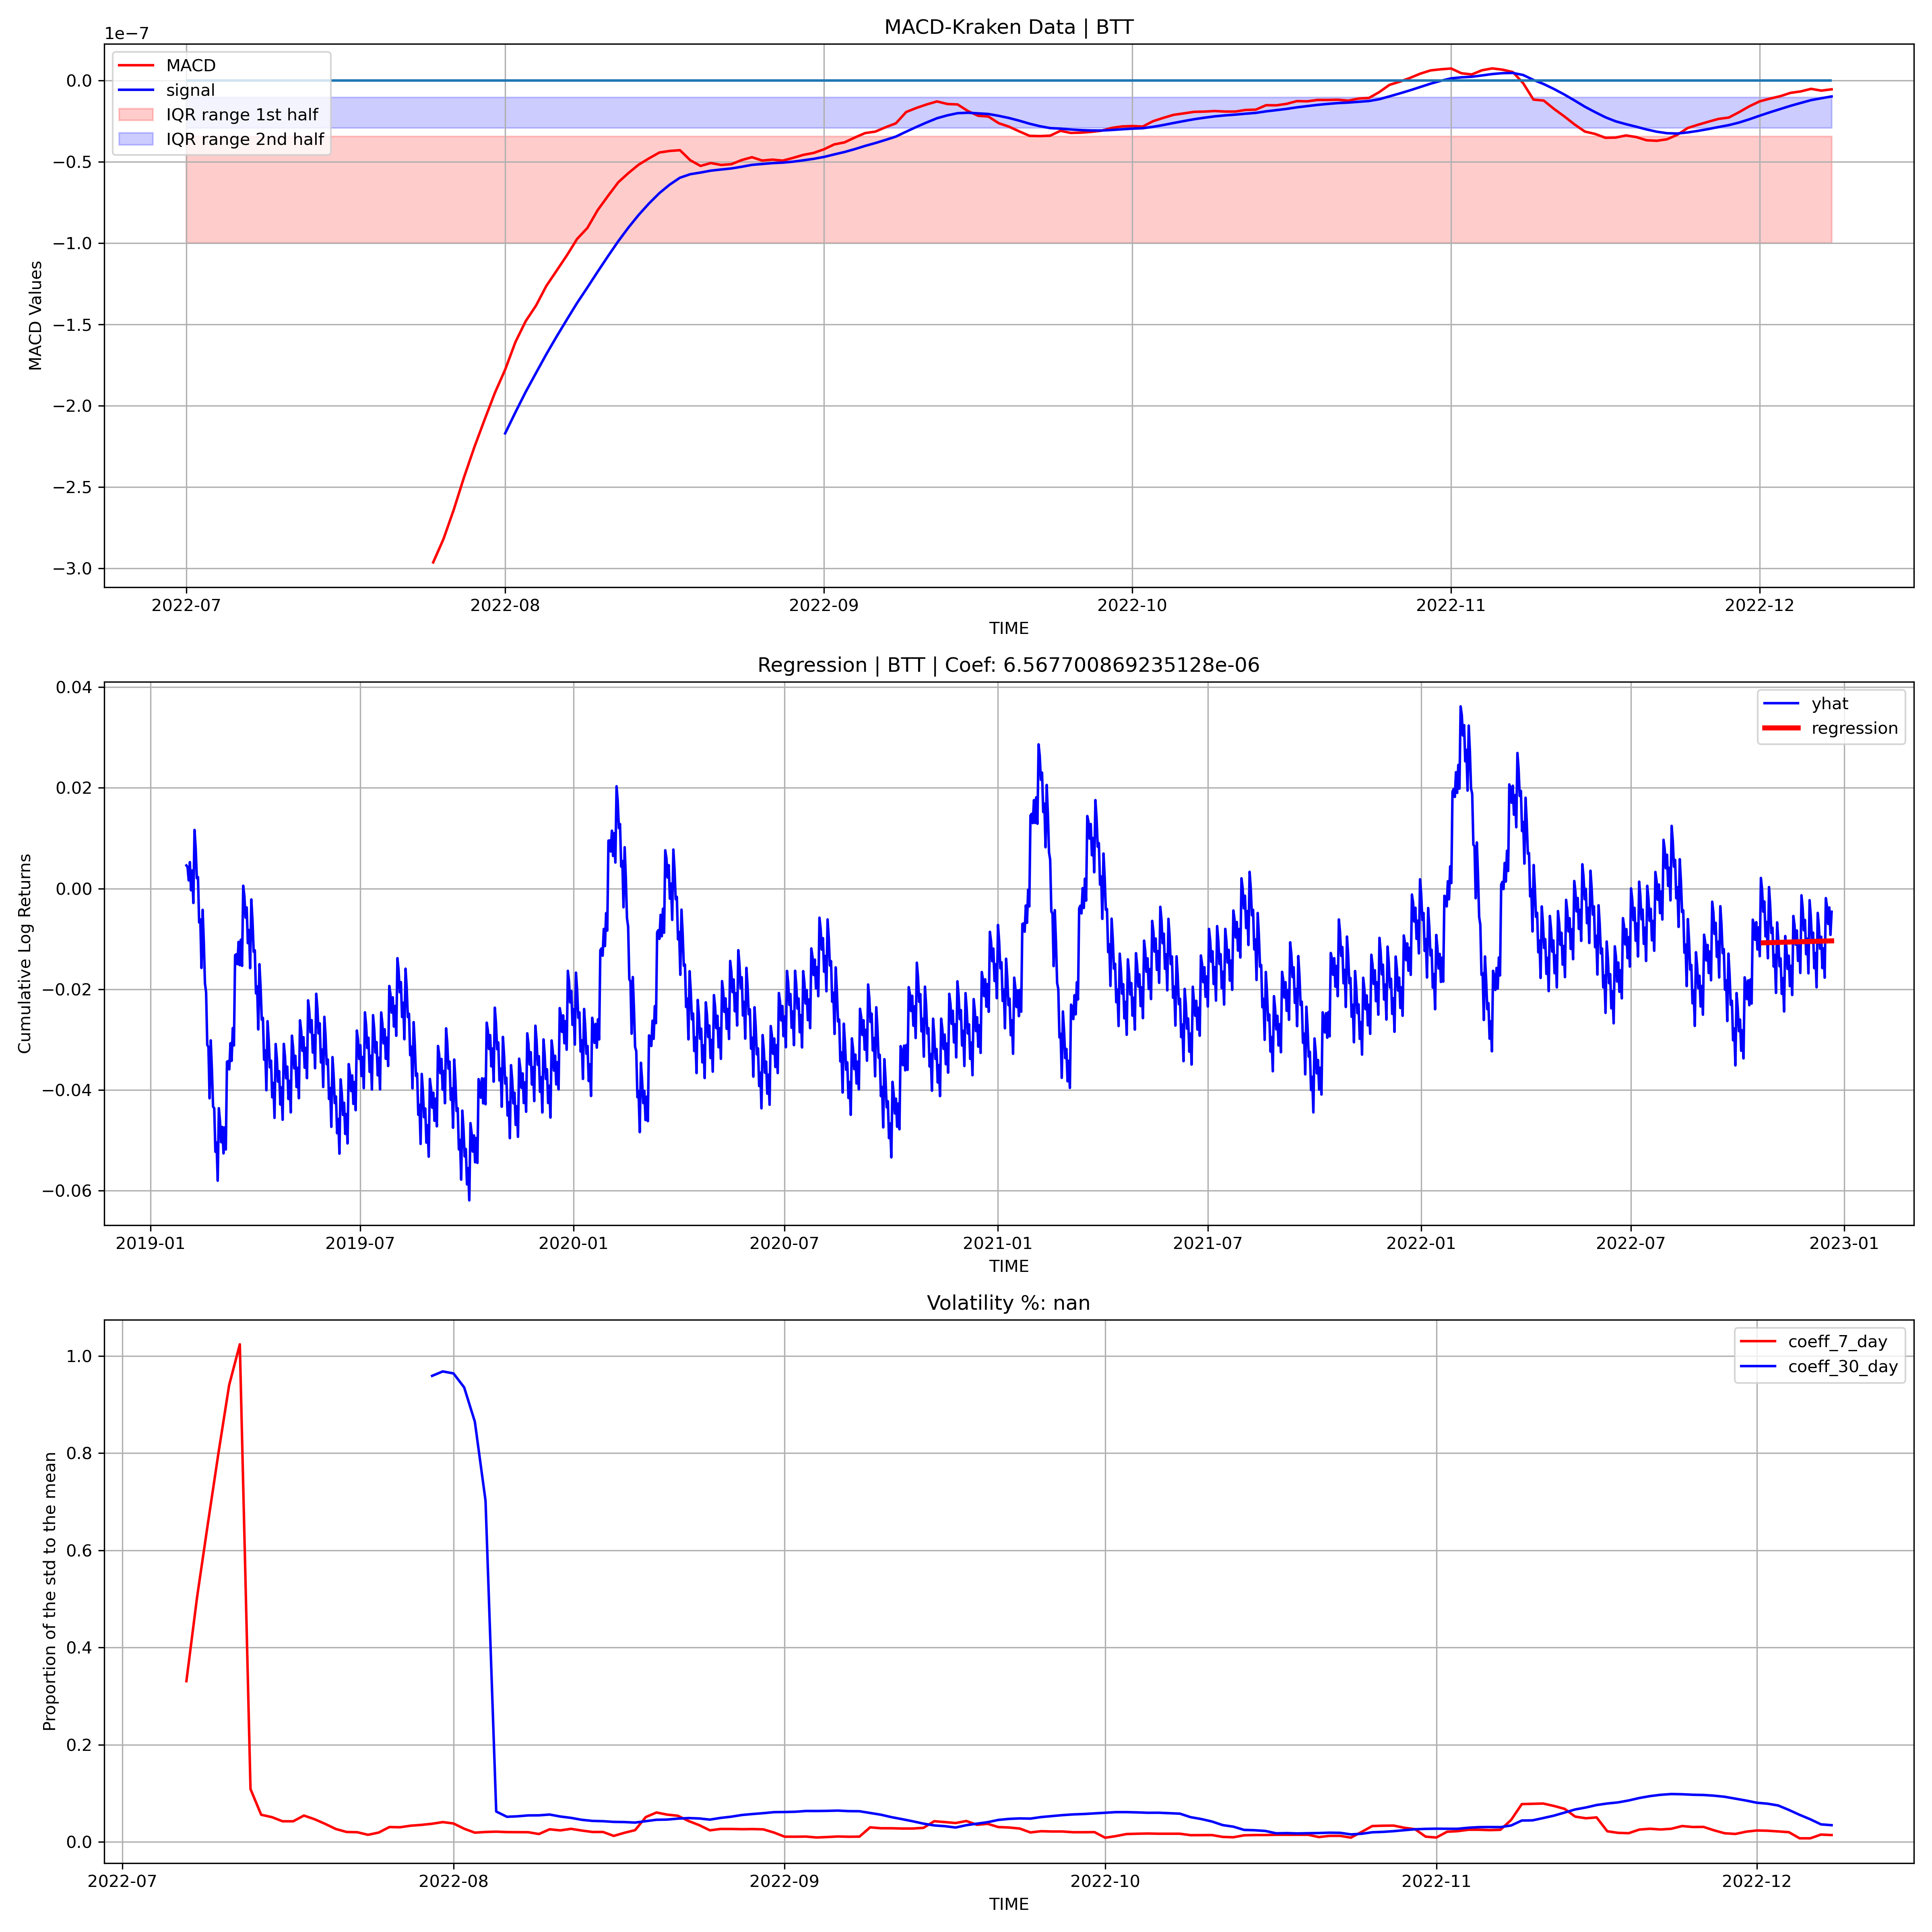 MACD-Kraken Data | BTT
1e−7
MACD
signal
IQR range 1st half
IQR range 2nd half
0.0
−0.5
−1.0
−1.5
−2.0
−2.5
−3.0
MACD Values
2022-07 2022-08 2022-09 2022-10 2022-11 2022-12
TIME
Regression | BTT | Coef: 6.567700869235128e-06
yhat
regression
0.04
0.02
0.00
−0.02
−0.04
−0.06
Cumulative Log Returns
2019-01 2019-07 2020-01 2020-07 2021-01 2021-07 2022-01 2022-07 2023-01
TIME
Volatility %: nan
coeff_7_day
coeff_30_day
1.0
0.8
0.6
0.4
0.2
0.0
Proportion of the std to the mean
2022-07 2022-08 2022-09 2022-10 2022-11 2022-12
TIME